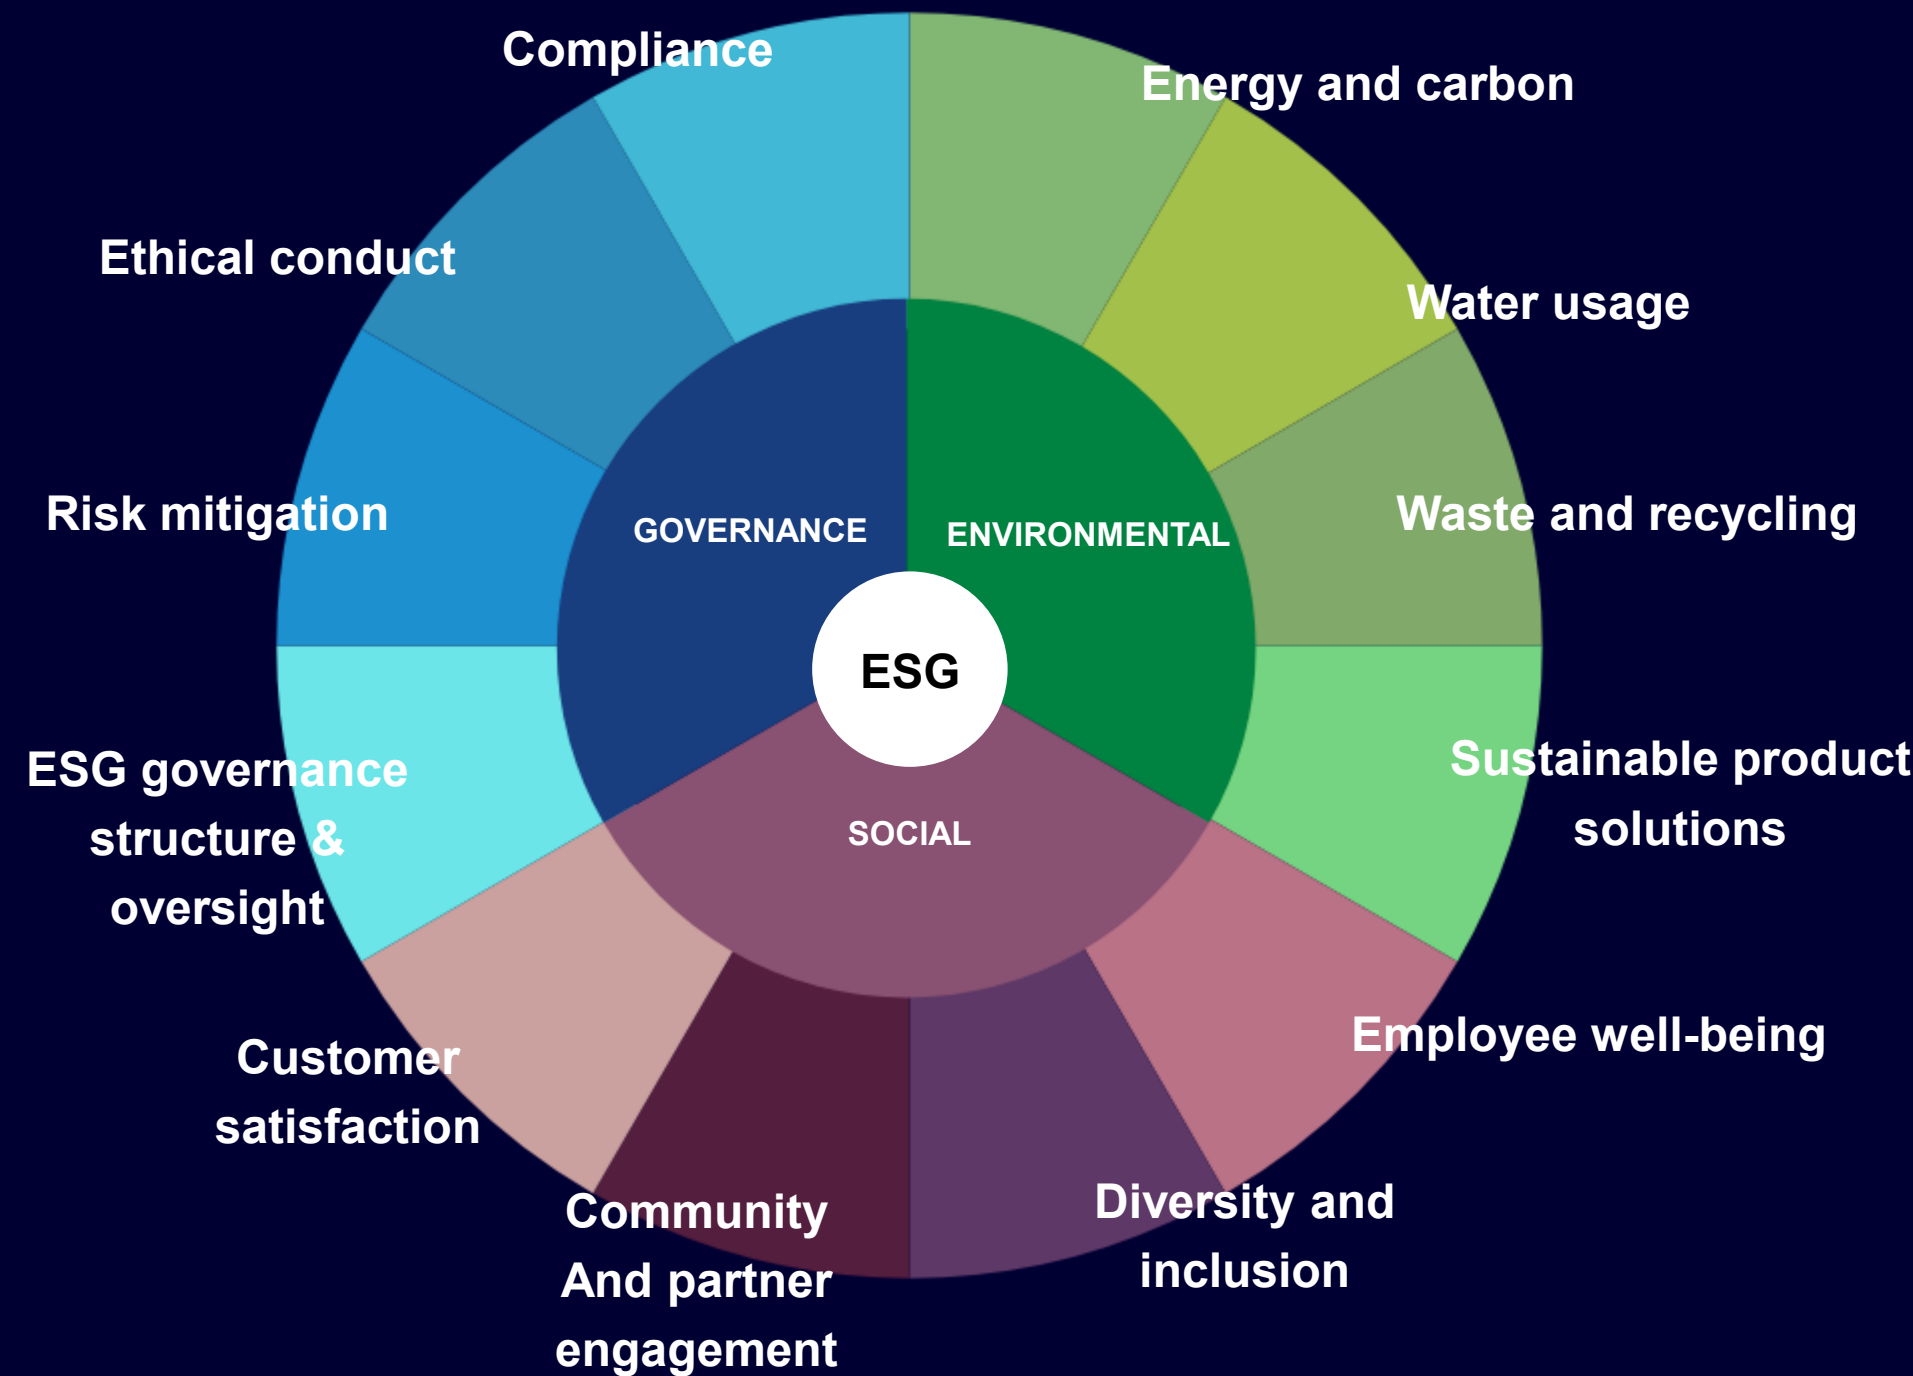 Compliance
Energy and carbon
Ethical conduct
Water usage
Risk mitigation
Waste and recycling
GOVERNANCE
ENVIRONMENTAL
ESG
SOCIAL
ESG governance
structure &
oversight
Sustainable product
solutions
Employee well-being
Customer
satisfaction
Diversity and
inclusion
Community
And partner
engagement